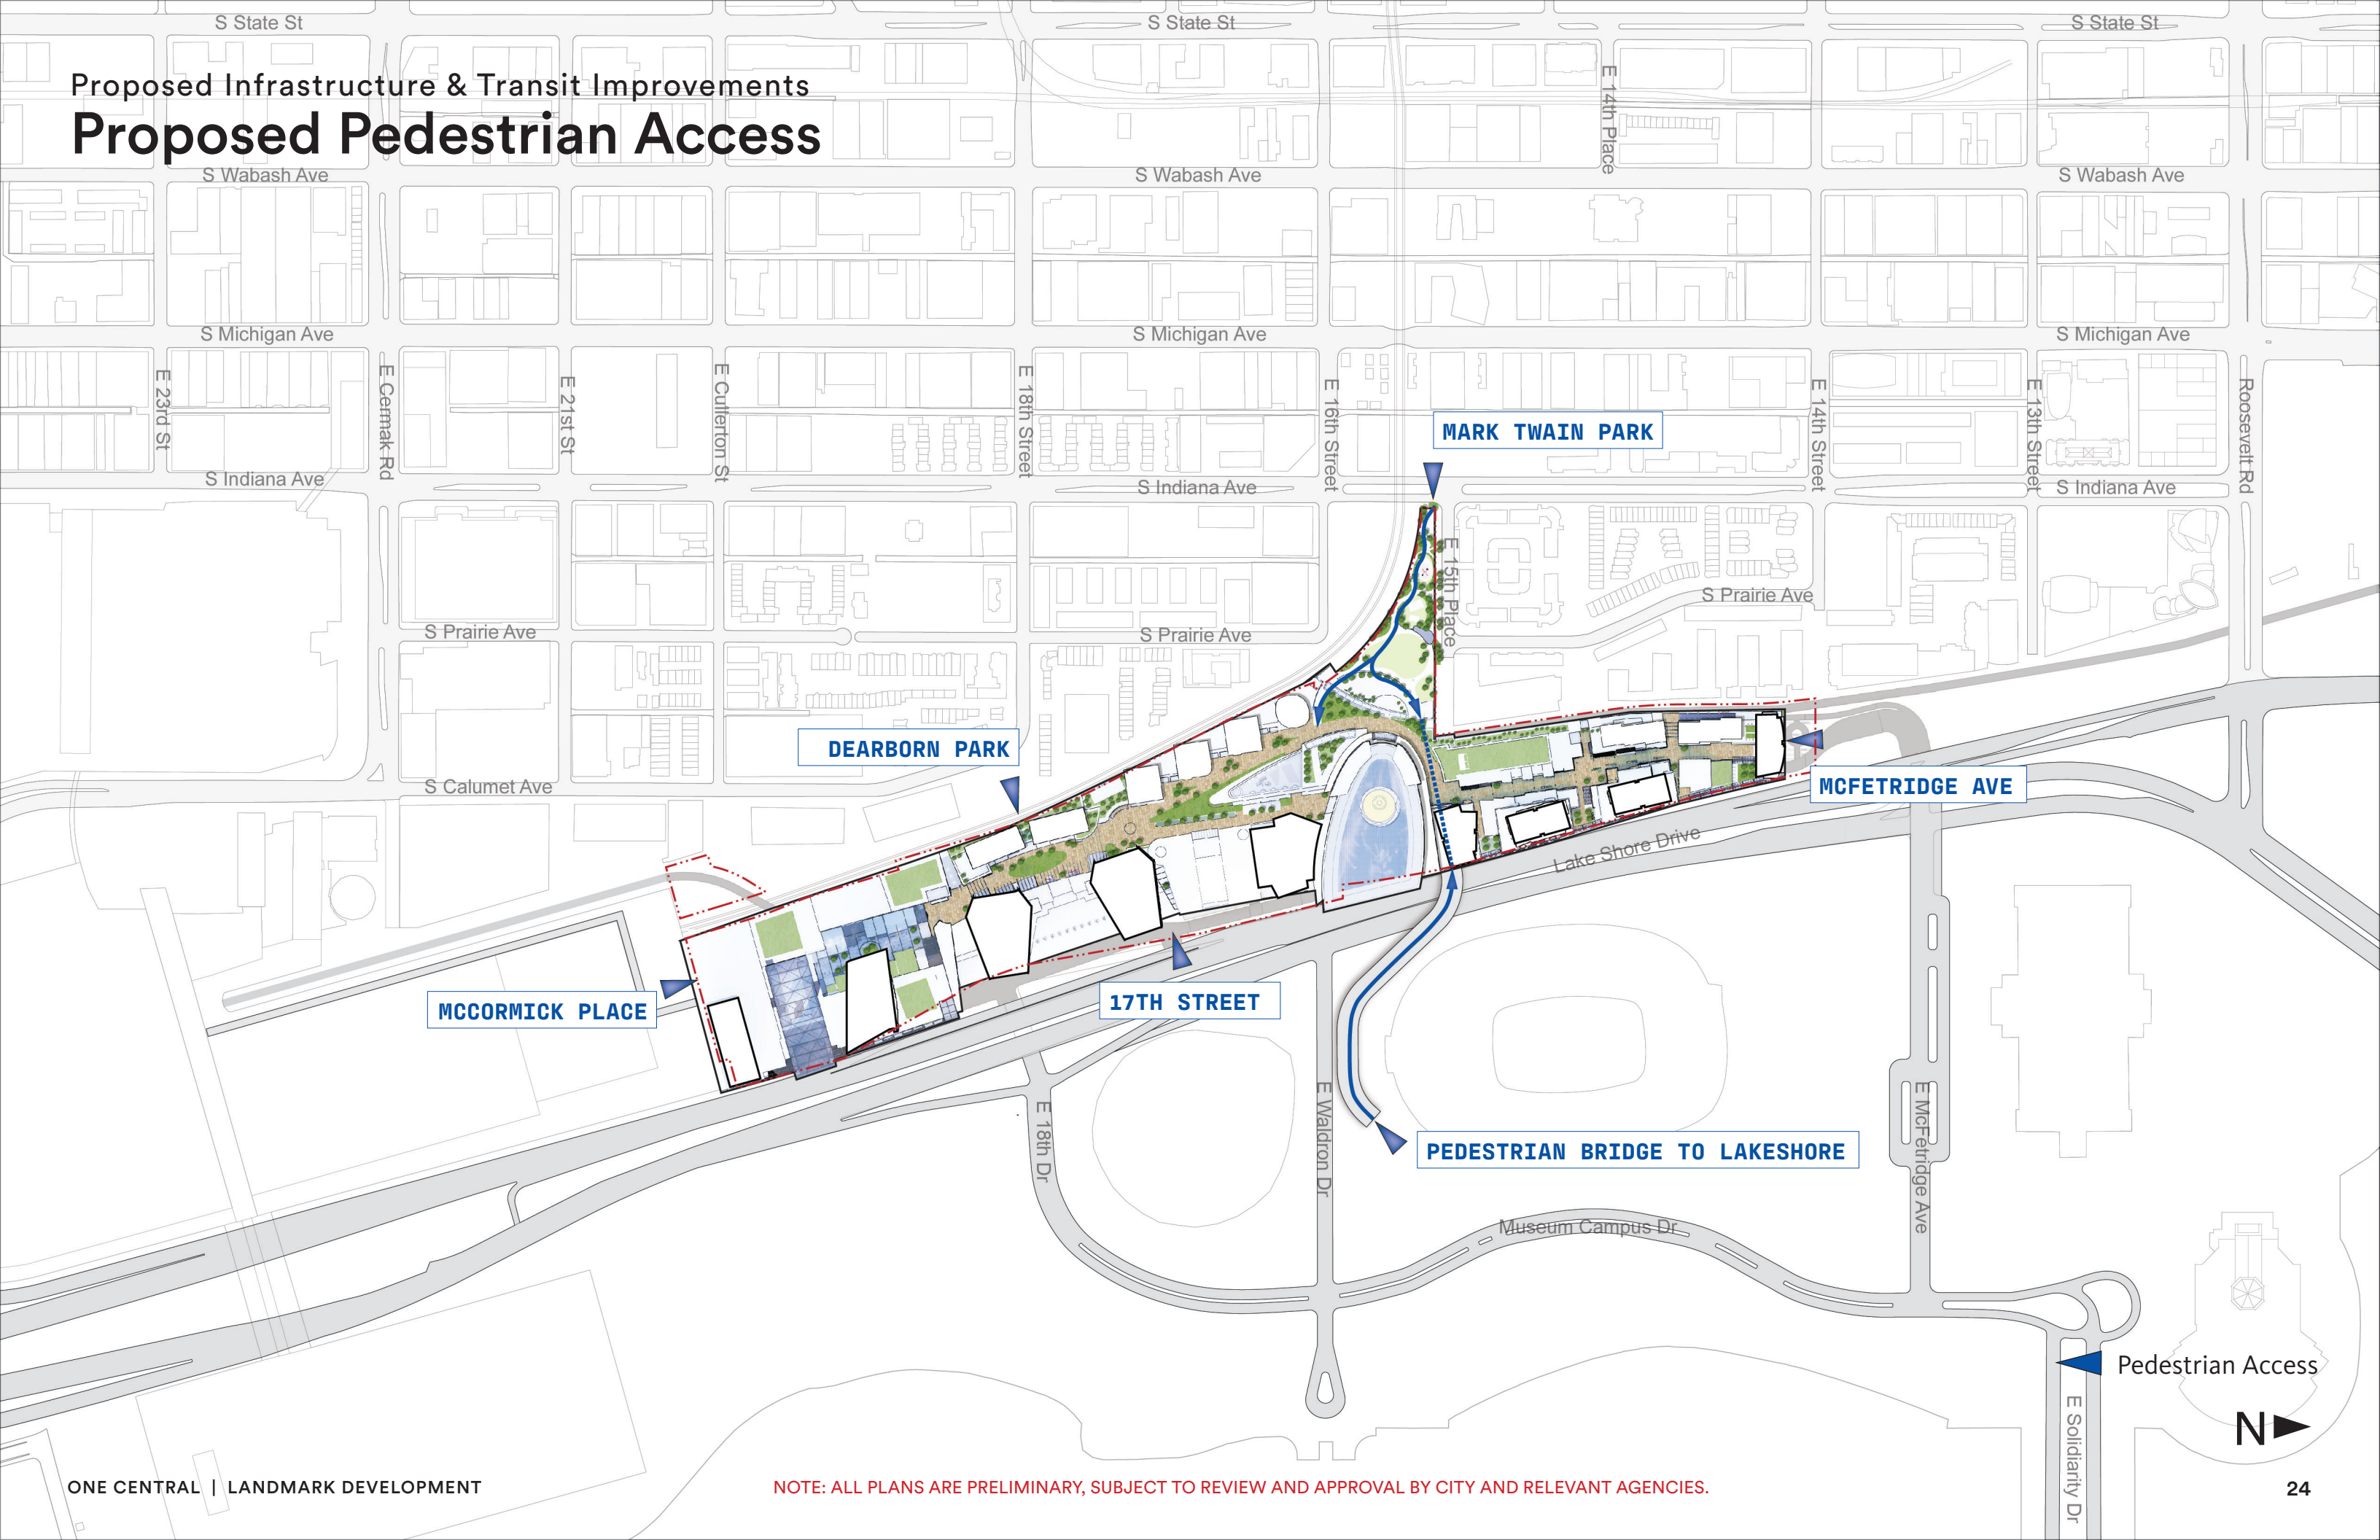 S State St
S State St
S State St
Proposed Infrastructure & Transit Improvements
Proposed Pedestrian Access
E 14th Place
S Wabash Ave
S Wabash Ave
S Wabash Ave
S Michigan Ave
S Michigan Ave
S Michigan Ave
E 23rd St
E Cermak Rd
E 21st St
E Cullerton St
E 18th Street
E 16th Street
E 14th Street
E 13th Street
Roosevelt Rd
MARK TWAIN PARK
S Indiana Ave
S Indiana Ave
S Indiana Ave
E 15th Place
S Prairie Ave
S Prairie Ave
S Prairie Ave
DEARBORN PARK
S Calumet Ave
MCFETRIDGE AVE
Lake Shore Drive
MCCORMICK PLACE
17TH STREET
E 18th Dr
E Waldron Dr
E McFetridge Ave
PEDESTRIAN BRIDGE TO LAKESHORE
Museum Campus Dr
Pedestrian Access
E Solidiarity Dr
N
ONE CENTRAL | LANDMARK DEVELOPMENT
NOTE: ALL PLANS ARE PRELIMINARY, SUBJECT TO REVIEW AND APPROVAL BY CITY AND RELEVANT AGENCIES.
24